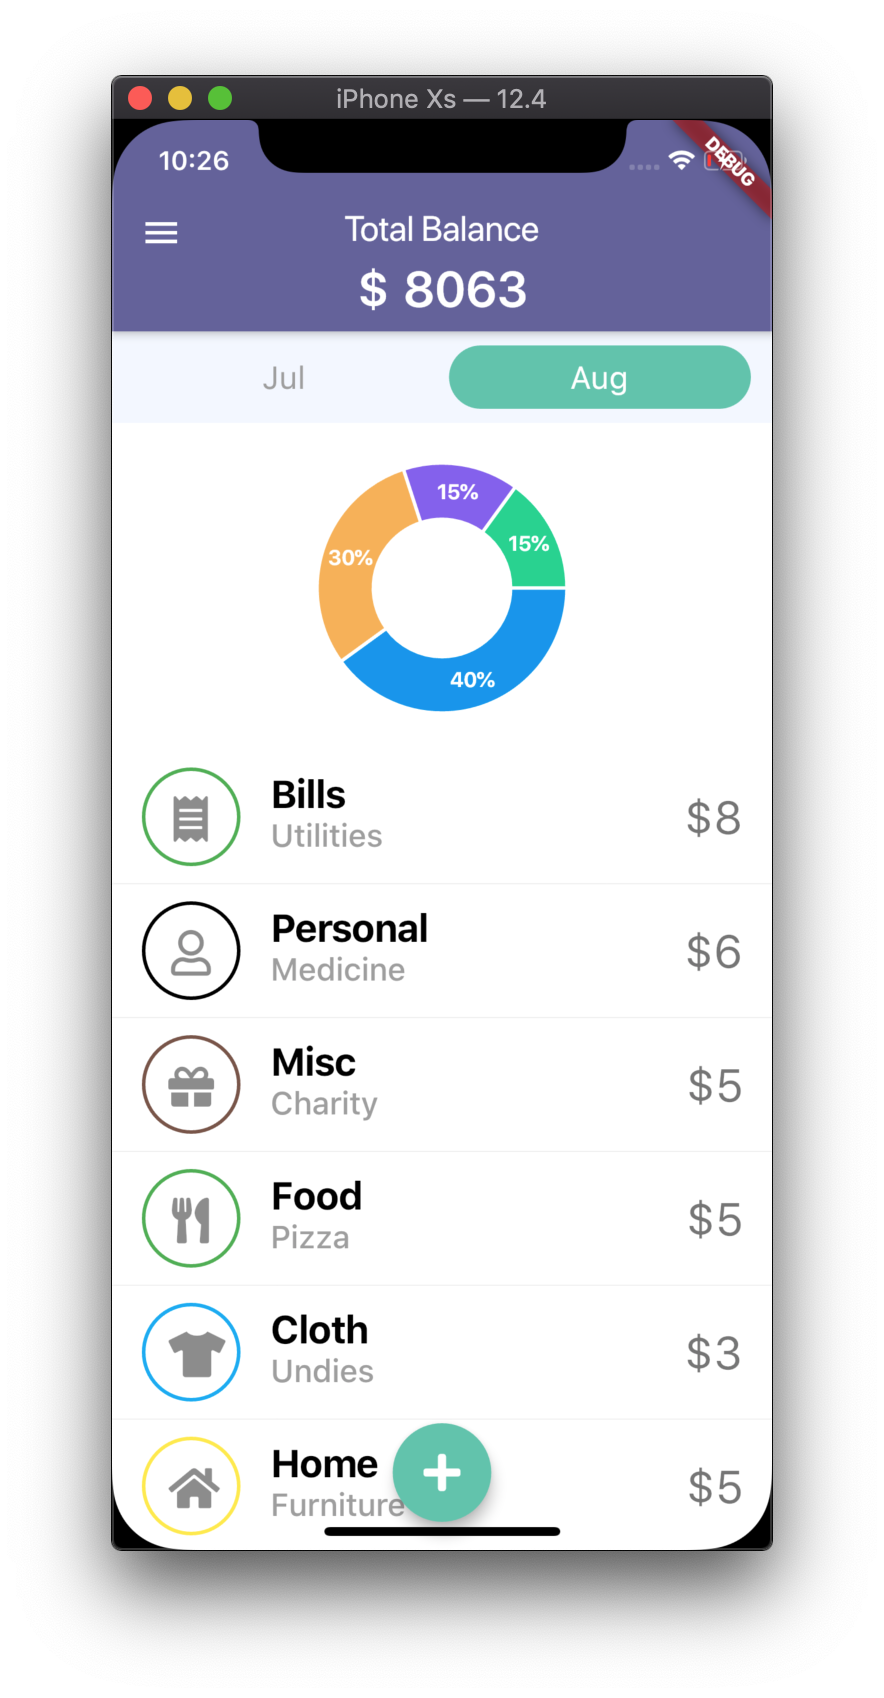 iPhone Xs — 12.4
10:26
DEBUG
Total Balance
$ 8063
Jul
Aug
15%
15%
30%
40%
Bills
Utilities
$8
Personal
Medicine
$6
Misc
Charity
$5
Food
Pizza
$5
Cloth
Undies
$3
Home
Furniture
$5